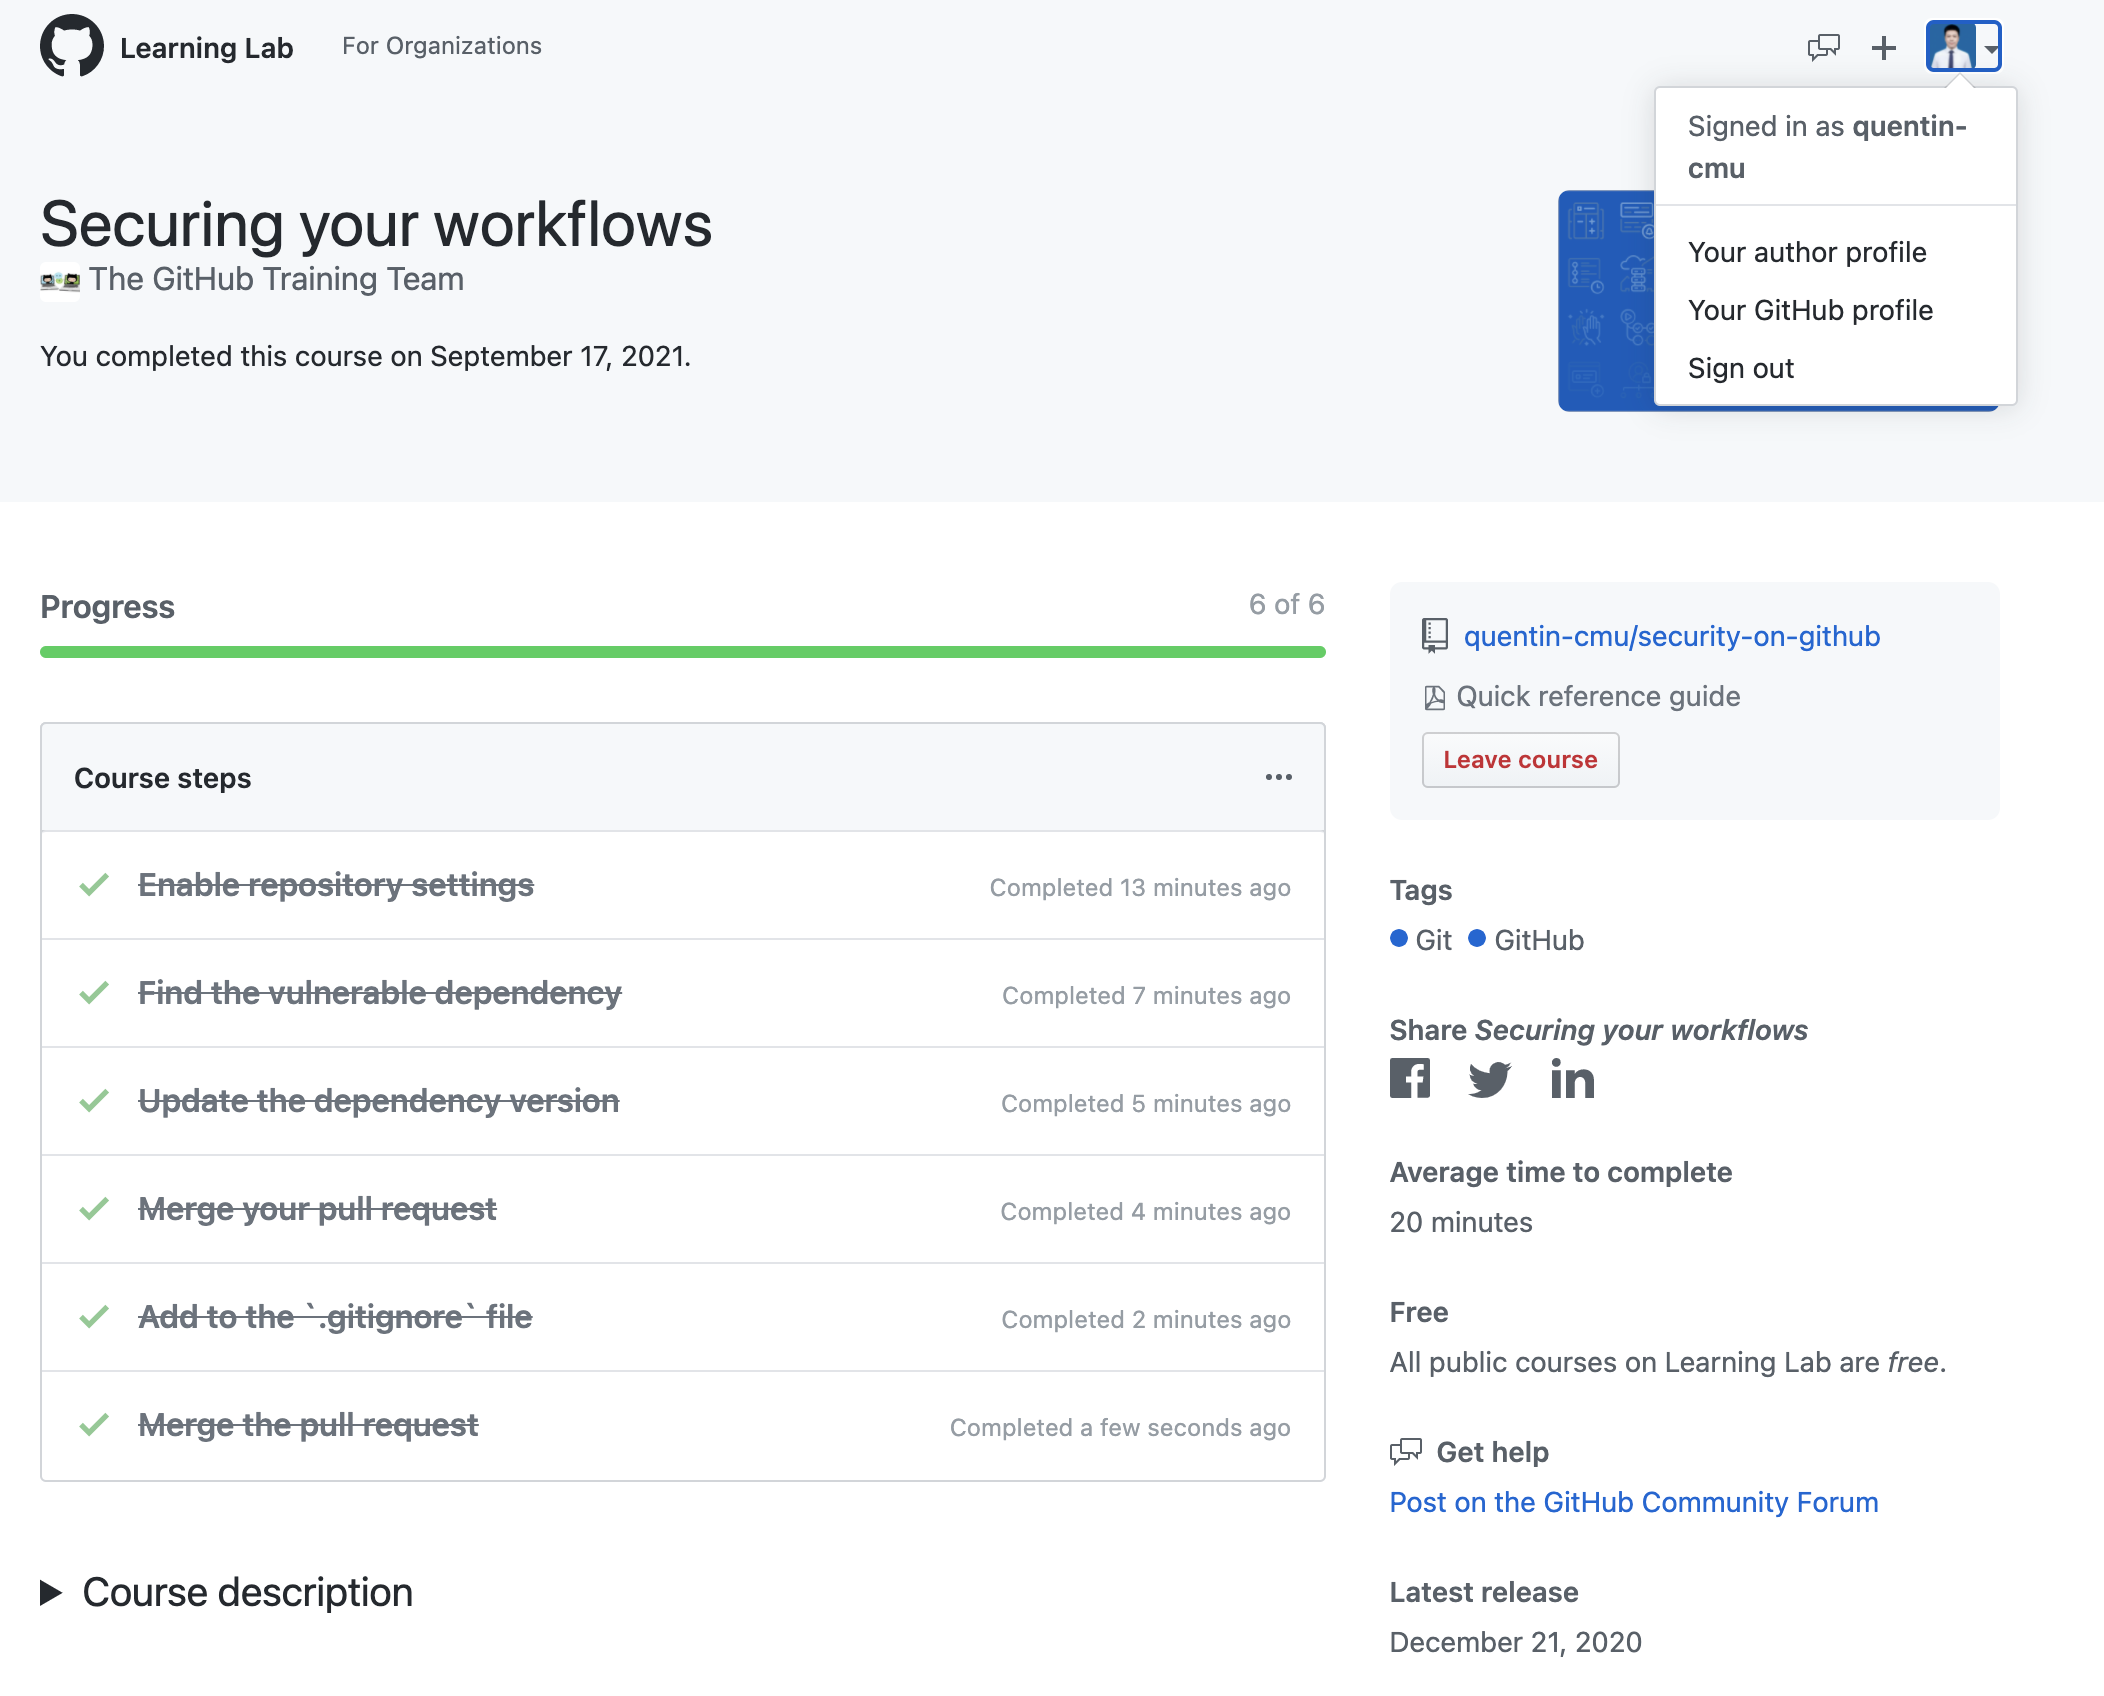 Learning Lab
For Organizations
Signed in as quentin-
cmu
Your author profile
Your GitHub profile
Sign out
Securing your workflows
The GitHub Training Team
You completed this course on September 17, 2021.
Progress
6 of 6
Course steps
Enable repository settings
Completed 13 minutes ago
Find the vulnerable dependency
Completed 7 minutes ago
Update the dependency version
Completed 5 minutes ago
Merge your pull request
Completed 4 minutes ago
Add to the `.gitignore` file
Completed 2 minutes ago
Merge the pull request
Completed a few seconds ago
Course description
quentin-cmu/security-on-github
Quick reference guide
Leave course
Tags
Git GitHub
Share Securing your workflows
Average time to complete
20 minutes
Free
All public courses on Learning Lab are free.
Get help
Post on the GitHub Community Forum
Latest release
December 21, 2020